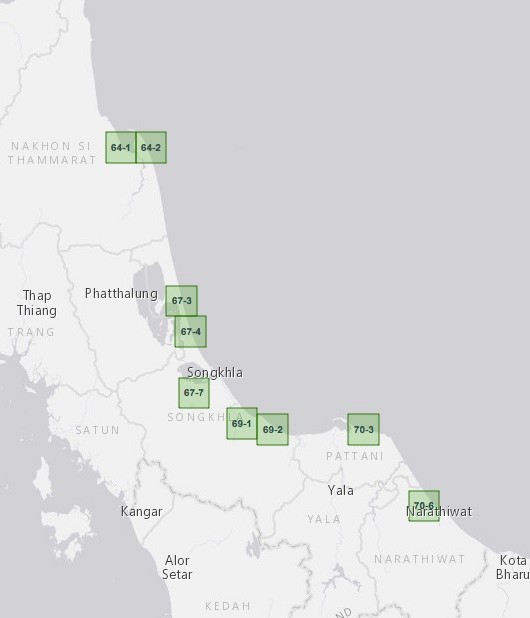 64-1
64-2
NAKHON SI
THAMMARAT
67-3
Phatthalung
Thap
Thiang
67-4
TRANG
Songkhla
67-7
SONGKHLA
69-1
69-2
70-3
SATUN
PATTANI
Yala
70-6
Narathiwat
Kangar
YALA
NARATHIWAT
Alor
Setar
Kota
Bharu
KEDAH
ND